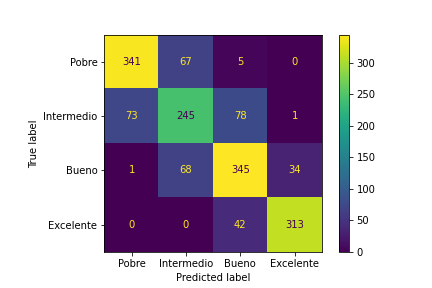 Pobre 341 67 5 0
Intermedio 73 245 78 1
Bueno 1 68 345 34
Excelente 0 0 42 313
Pobre Intermedio Bueno Excelente
Predicted label
True label
300
250
200
150
100
50
0